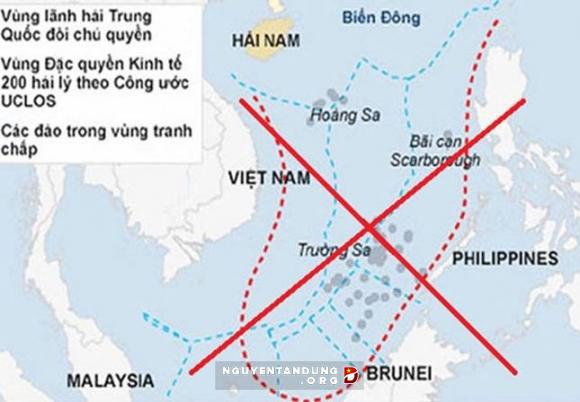 Vùng lãnh hải Trung
Quốc đòi chủ quyền
Vùng Đặc quyền Kinh tế
200 hải lý theo Công ước
UCLOS
Các đảo trong vùng tranh
chấp
Biển Đông
HẢI NAM
Hoàng Sa
Bãi cạn
Scarborough
VIỆT NAM
Trường Sa
PHILIPPINES
MALAYSIA
BRUNEI
NGUYENTANDUNG
.ORG